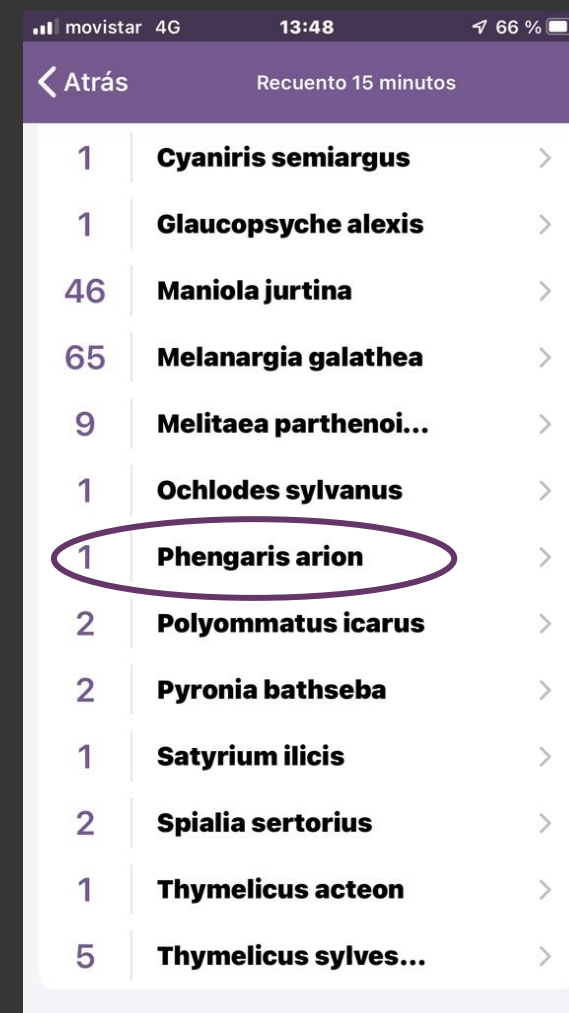 movistar 4G 13:48 66 %
Atrás Recuento 15 minutos
1 Cyaniris semiargus
1 Glaucopsyche alexis
46 Maniola jurtina
65 Melanargia galathea
9 Melitaea parthenoi...
1 Ochlodes sylvanus
1 Phengaris arion
2 Polyommatus icarus
2 Pyronia bathseba
1 Satyrium ilicis
2 Spialia sertorius
1 Thymelicus acteon
5 Thymelicus sylves...